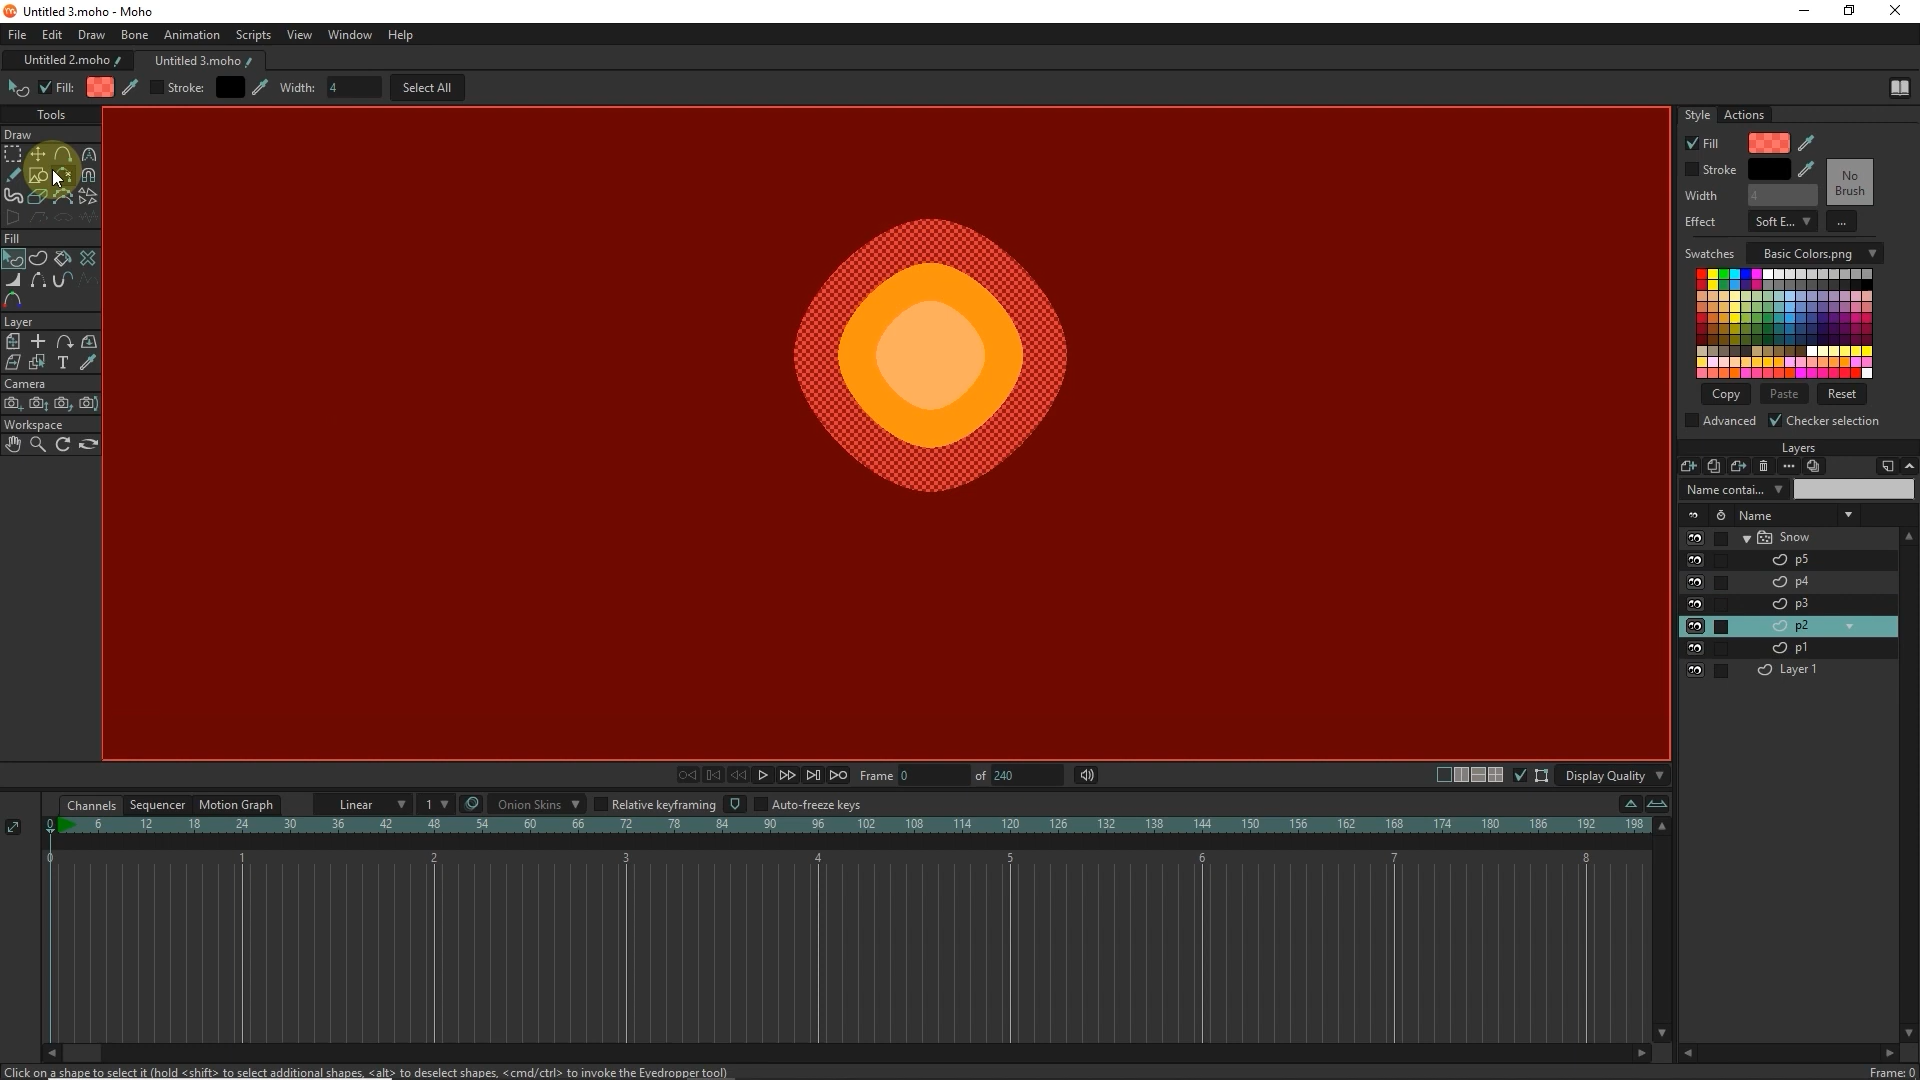 Untitled 3.moho - Moho
File Edit Draw Bone Animation Scripts View Window Help
Untitled 2.moho Untitled 3.moho
Fill: Stroke: Width: 4 Select All
Tools
Draw
Fill
Layer
Camera
Workspace
Style Actions
Fill
Stroke
No Brush
Width 4
Effect Soft E... ...
Swatches Basic Colors.png
Copy Paste Reset
Advanced Checker selection
Layers
Name contai...
Name
Snow
p5
p4
p3
p2
p1
Layer 1
Frame 0 of 240 Display Quality
Channels Sequencer Motion Graph Linear 1 Onion Skins Relative keyframing Auto-freeze keys
0 6 12 18 24 30 36 42 48 54 60 66 72 78 84 90 96 102 108 114 120 126 132 138 144 150 156 162 168 174 180 186 192 198
0 1 2 3 4 5 6 7 8
Click on a shape to select it (hold <shift> to select additional shapes, <alt> to deselect shapes, <cmd/ctrl> to invoke the Eyedropper tool) Frame: 0